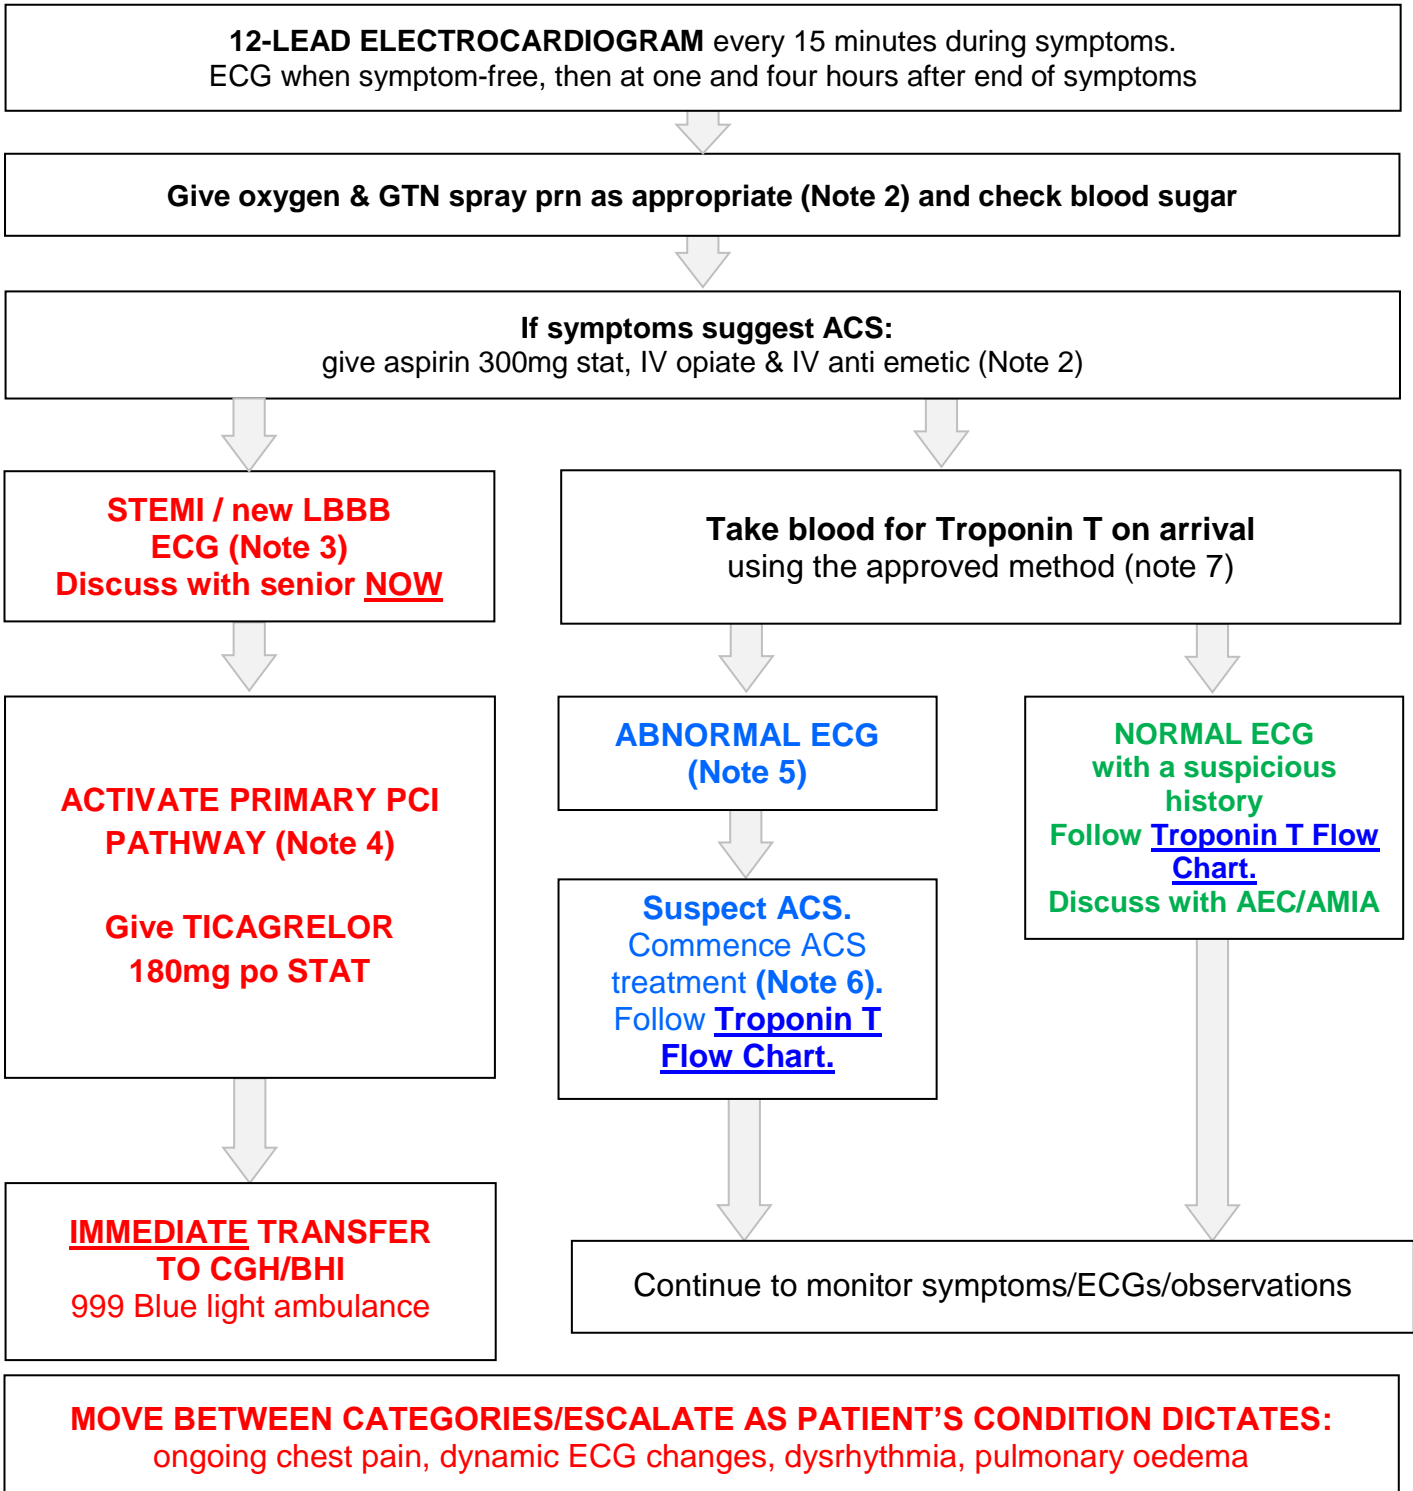 12-LEAD ELECTROCARDIOGRAM every 15 minutes during symptoms.
ECG when symptom-free, then at one and four hours after end of symptoms
Give oxygen & GTN spray prn as appropriate (Note 2) and check blood sugar
If symptoms suggest ACS:
give aspirin 300mg stat, IV opiate & IV anti emetic (Note 2)
STEMI / new LBBB
ECG (Note 3)
Discuss with senior NOW
Take blood for Troponin T on arrival
using the approved method (note 7)
ACTIVATE PRIMARY PCI
PATHWAY (Note 4)
Give TICAGRELOR
180mg po STAT
ABNORMAL ECG
(Note 5)
NORMAL ECG
with a suspicious
history
Follow Troponin T Flow
Chart.
Discuss with AEC/AMIA
Suspect ACS.
Commence ACS
treatment (Note 6).
Follow Troponin T
Flow Chart.
IMMEDIATE TRANSFER
TO CGH/BHI
999 Blue light ambulance
Continue to monitor symptoms/ECGs/observations
MOVE BETWEEN CATEGORIES/ESCALATE AS PATIENT'S CONDITION DICTATES:
ongoing chest pain, dynamic ECG changes, dysrhythmia, pulmonary oedema